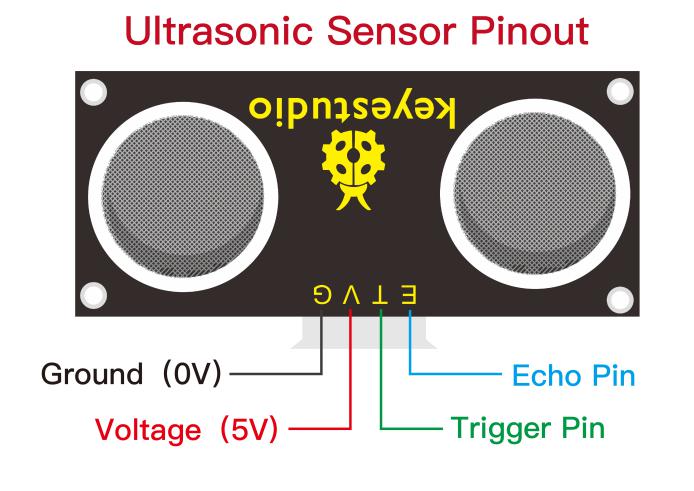 Ultrasonic Sensor Pinout
keyestudio
G V T E
Ground (0V)
Echo Pin
Voltage (5V)
Trigger Pin